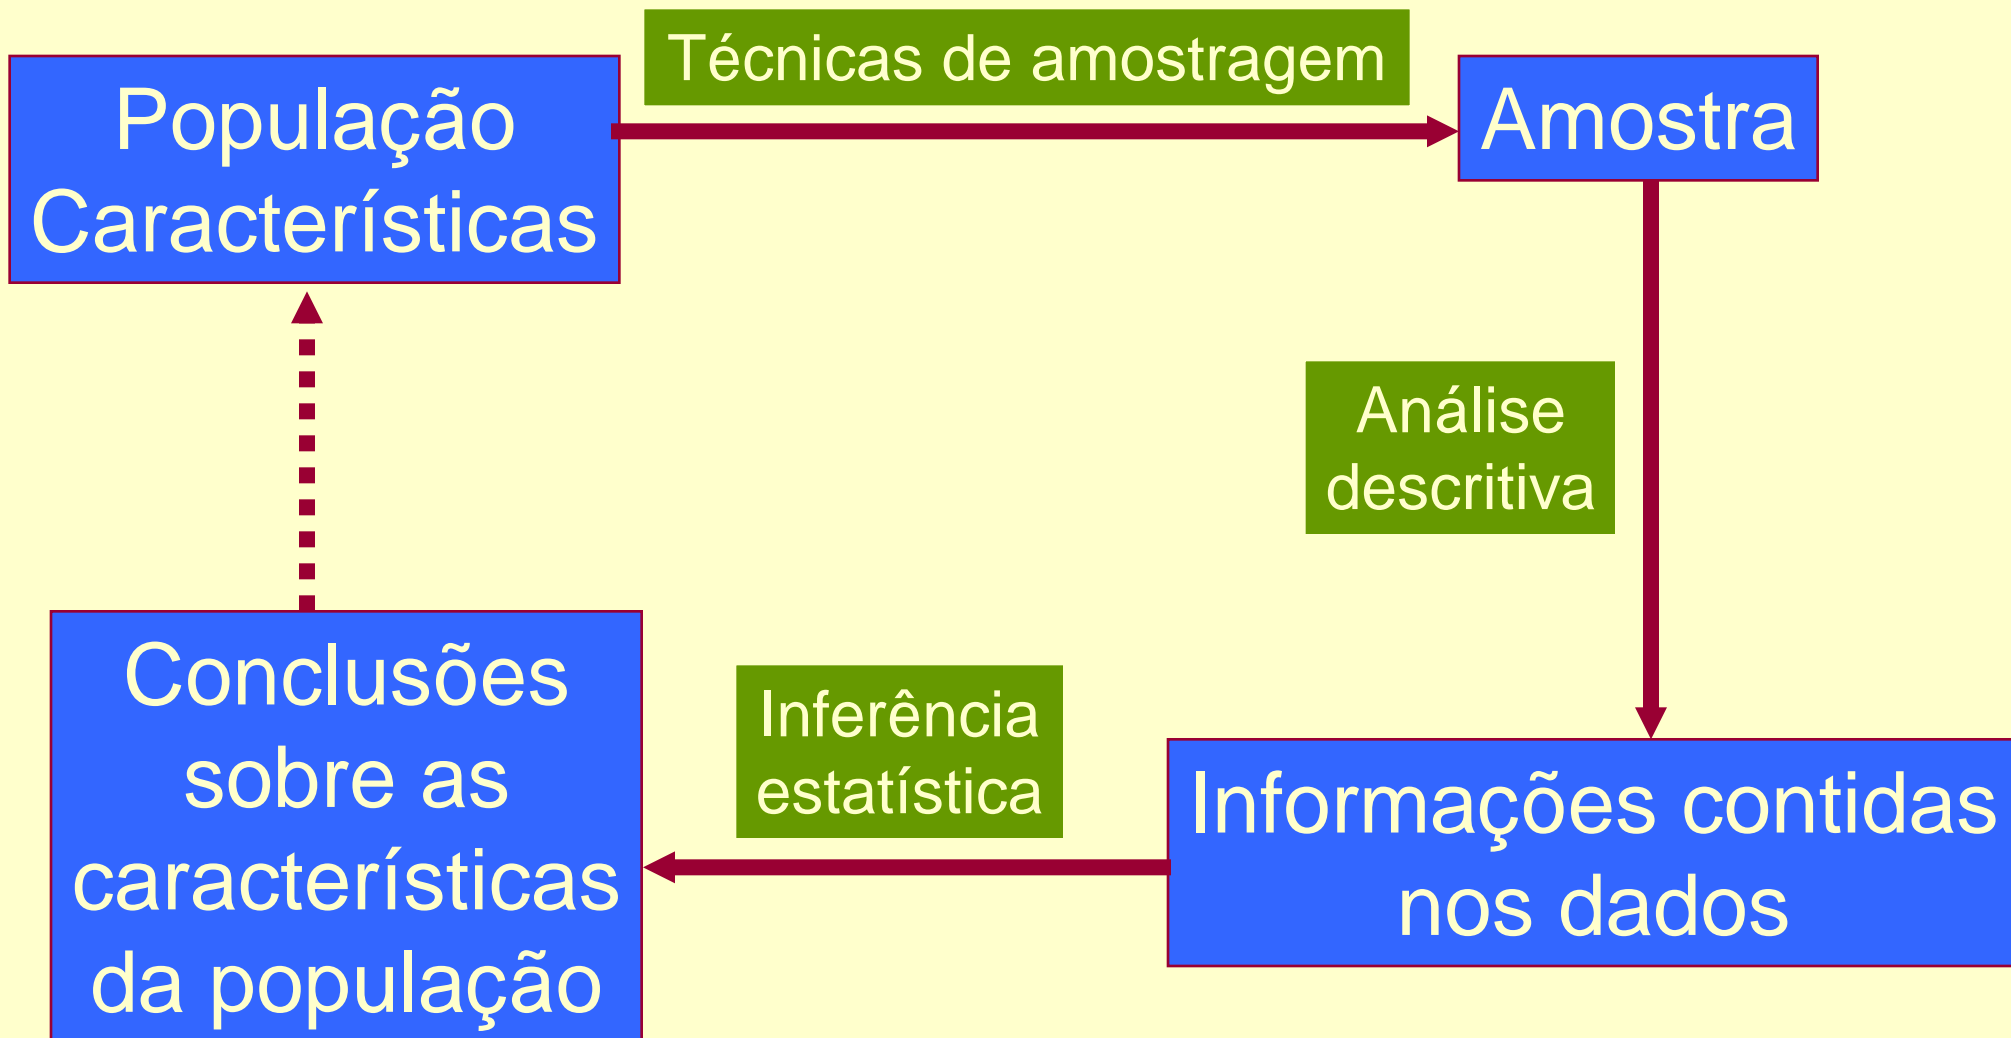 Técnicas de amostragem
População
Características
Amostra
Análise
descritiva
Conclusões
sobre as
características
da população
Inferência
estatística
Informações contidas
nos dados